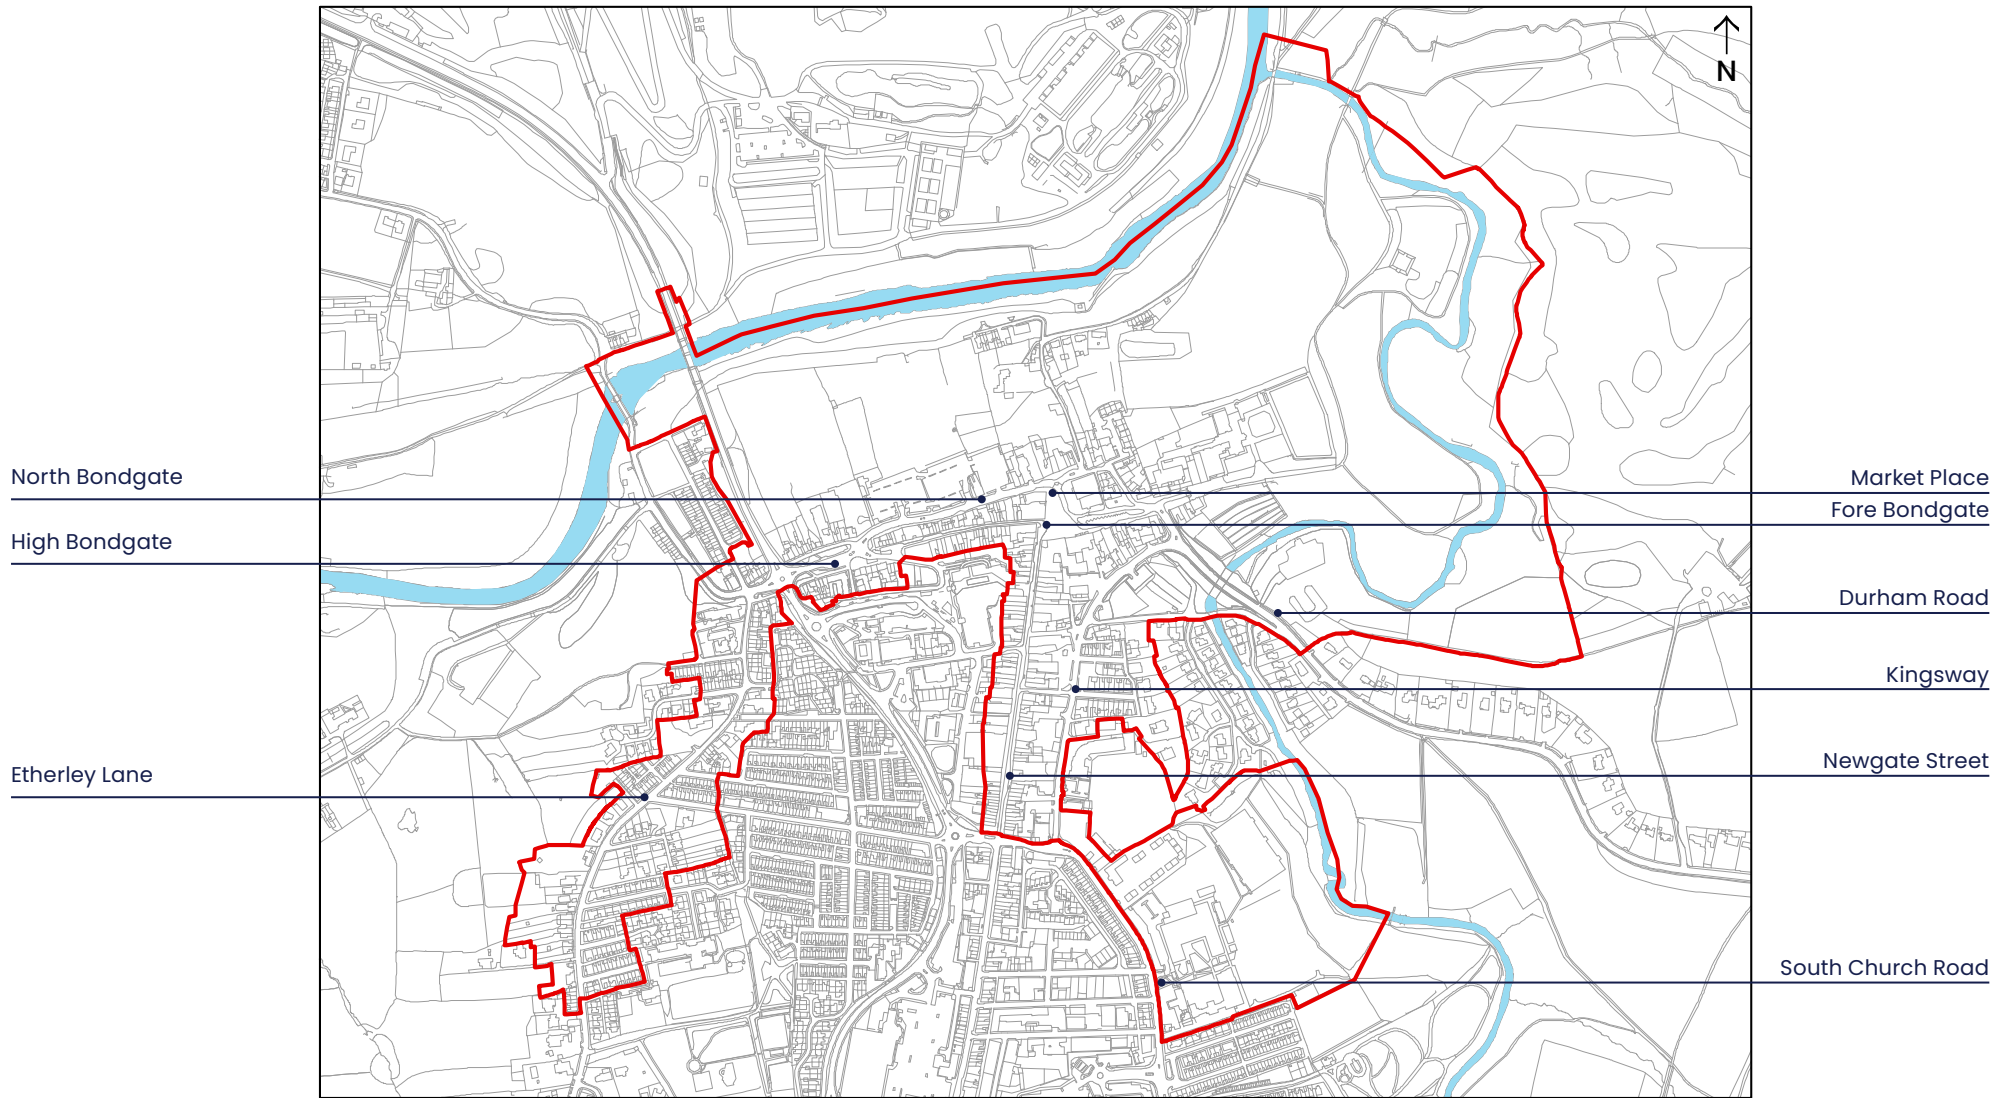 N
North Bondgate
High Bondgate
Etherley Lane
Market Place
Fore Bondgate
Durham Road
Kingsway
Newgate Street
South Church Road